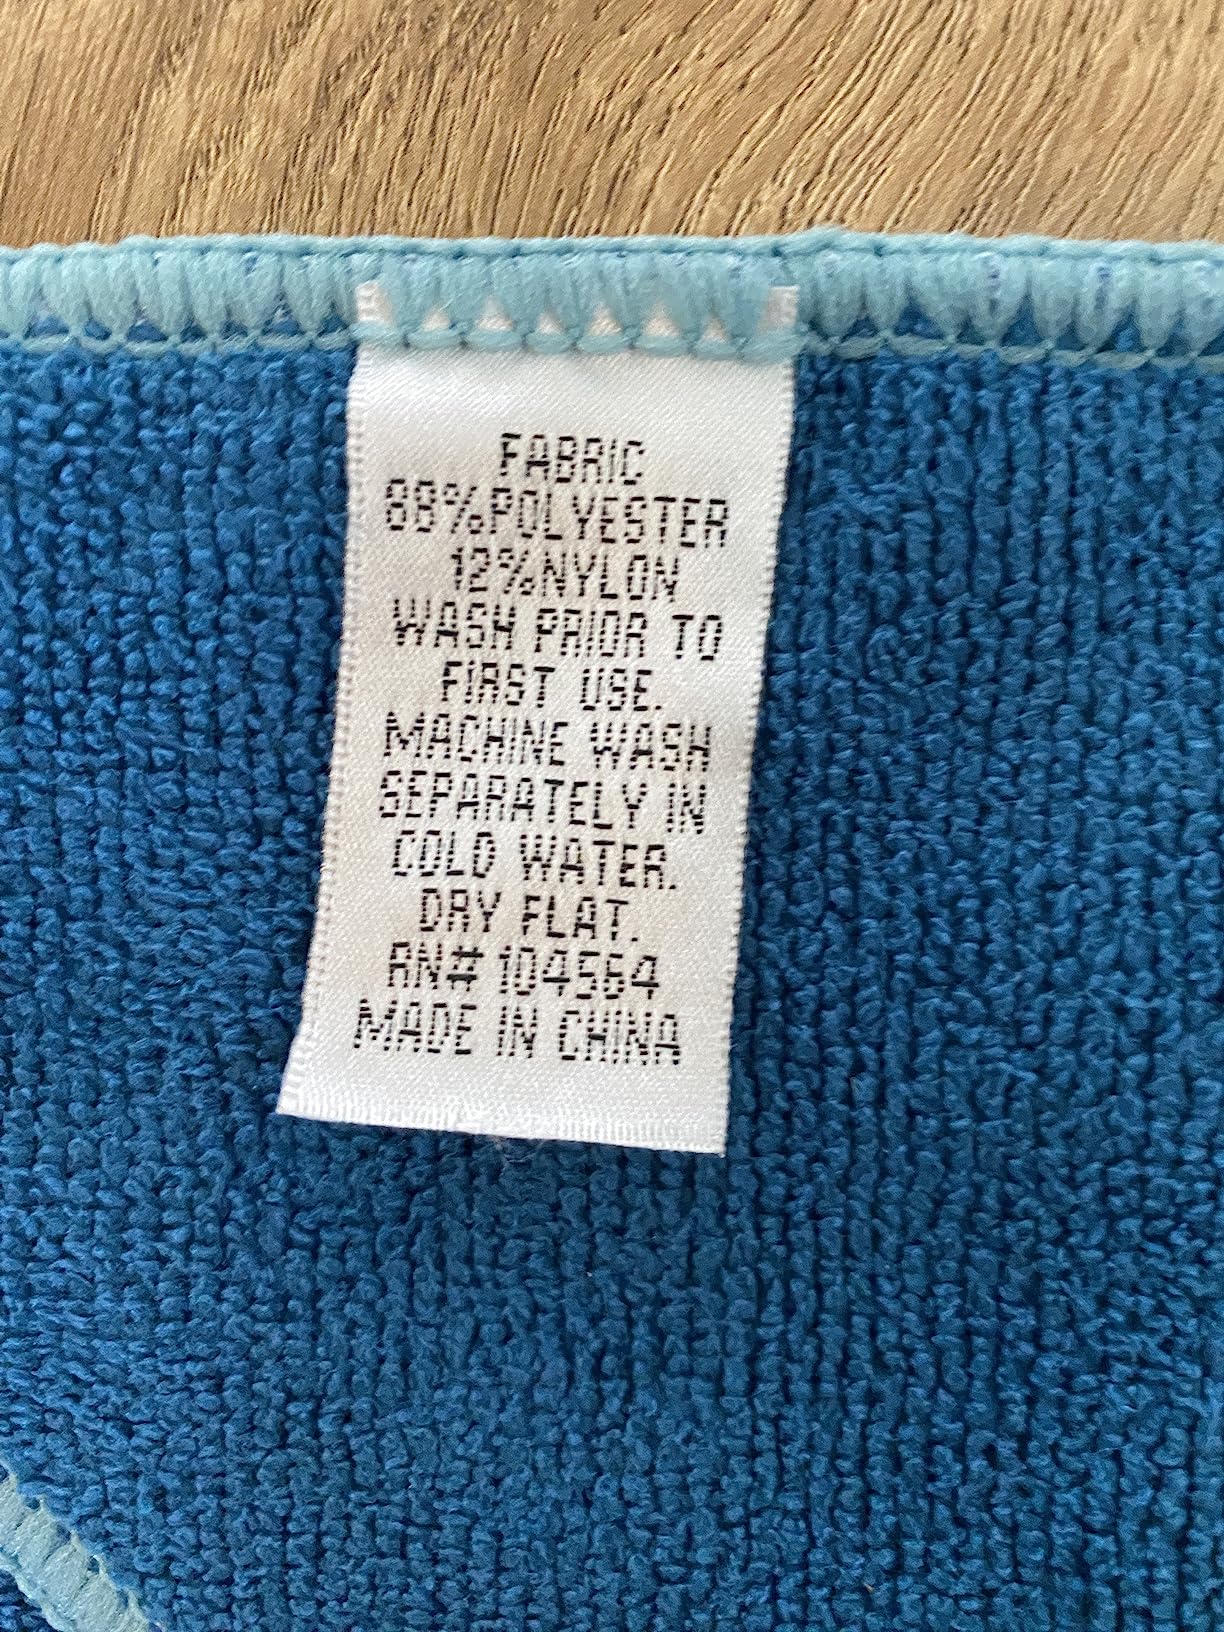 FABRIC
88%POLYESTER
12%NYLON
WASH PRIOR TO
FIRST USE.
MACHINE WASH
SEPARATELY IN
COLD WATER.
DRY FLAT.
RN# 104564
MADE IN CHINA